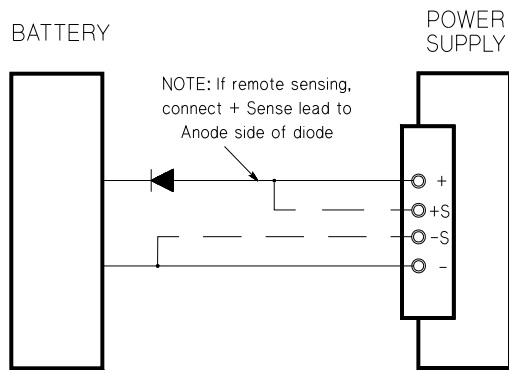 BATTERY
POWER
SUPPLY
NOTE: If remote sensing,
connect + Sense lead to
Anode side of diode
+
+S
-S
-